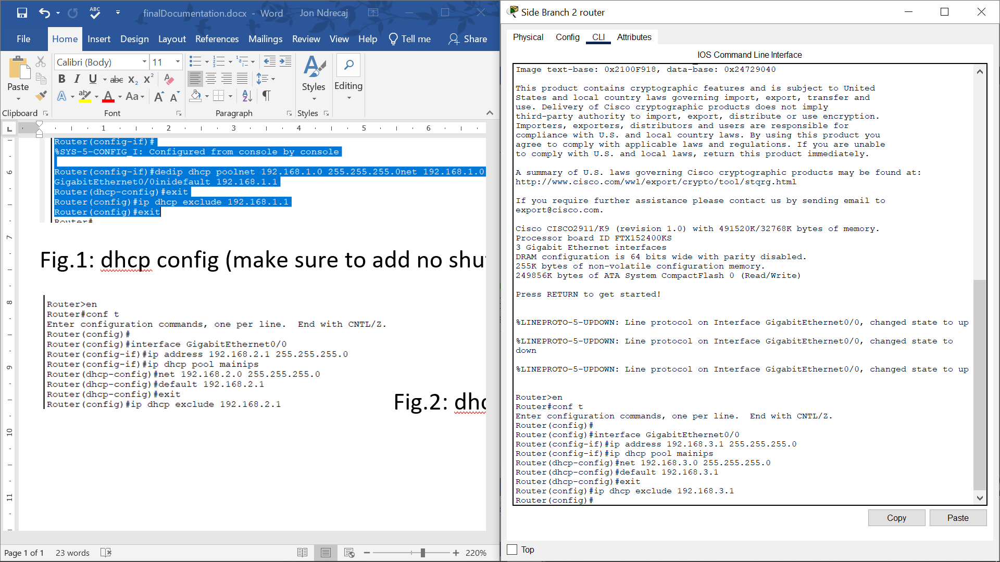 finalDocumentation.docx - Word
Jon Ndrecaj
File
Home
Insert
Design
Layout
References
Mailings
Review
View
Help
Tell me
Share
Paste
Calibri (Body)
11
Styles
Editing
Clipboard
Font
Paragraph
Styles
1 2 3 4 5 6
6
7
8
9
10
11
Router(config-if)#
%SYS-5-CONFIG_I: Configured from console by console
Router(config-if)#dedip dhcp poolnet 192.168.1.0 255.255.255.0net 192.168.1.0
GigabitEthernet0/0inidefault 192.168.1.1
Router(dhcp-config)#exit
Router(config)#ip dhcp exclude 192.168.1.1
Router(config)#exit
Router#
Fig.1: dhcp config (make sure to add no shu
Router>en
Router#conf t
Enter configuration commands, one per line.  End with CNTL/Z.
Router(config)#
Router(config)#interface GigabitEthernet0/0
Router(config-if)#ip address 192.168.2.1 255.255.255.0
Router(config-if)#ip dhcp pool mainips
Router(dhcp-config)#net 192.168.2.0 255.255.255.0
Router(dhcp-config)#default 192.168.2.1
Router(dhcp-config)#exit
Router(config)#ip dhcp exclude 192.168.2.1
Fig.2: dhc
Page 1 of 1
23 words
220%
Side Branch 2 router
Physical
Config
CLI
Attributes
IOS Command Line Interface
Image text-base: 0x2100F918, data-base: 0x24729040
This product contains cryptographic features and is subject to United
States and local country laws governing import, export, transfer and
use. Delivery of Cisco cryptographic products does not imply
third-party authority to import, export, distribute or use encryption.
Importers, exporters, distributors and users are responsible for
compliance with U.S. and local country laws. By using this product you
agree to comply with applicable laws and regulations. If you are unable
to comply with U.S. and local laws, return this product immediately.
A summary of U.S. laws governing Cisco cryptographic products may be found at:
http://www.cisco.com/wwl/export/crypto/tool/stqrg.html
If you require further assistance please contact us by sending email to
export@cisco.com.
Cisco CISCO2911/K9 (revision 1.0) with 491520K/32768K bytes of memory.
Processor board ID FTX152400KS
3 Gigabit Ethernet interfaces
DRAM configuration is 64 bits wide with parity disabled.
255K bytes of non-volatile configuration memory.
249856K bytes of ATA System CompactFlash 0 (Read/Write)
Press RETURN to get started!
%LINEPROTO-5-UPDOWN: Line protocol on Interface GigabitEthernet0/0, changed state to up
%LINEPROTO-5-UPDOWN: Line protocol on Interface GigabitEthernet0/0, changed state to
down
%LINEPROTO-5-UPDOWN: Line protocol on Interface GigabitEthernet0/0, changed state to up
Router>en
Router#conf t
Enter configuration commands, one per line.  End with CNTL/Z.
Router(config)#
Router(config)#interface GigabitEthernet0/0
Router(config-if)#ip address 192.168.3.1 255.255.255.0
Router(config-if)#ip dhcp pool mainips
Router(dhcp-config)#net 192.168.3.0 255.255.255.0
Router(dhcp-config)#default 192.168.3.1
Router(dhcp-config)#exit
Router(config)#ip dhcp exclude 192.168.3.1
Router(config)#
Copy
Paste
Top